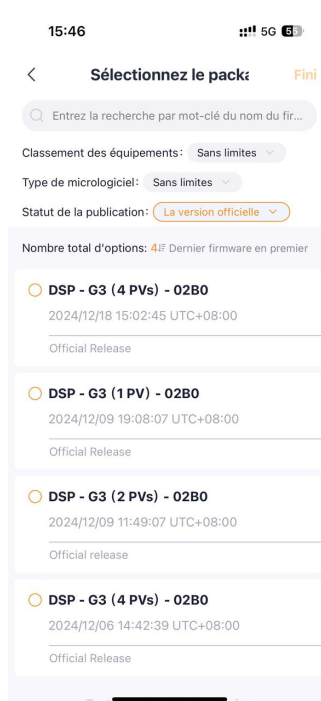 15:46
5G 55
Sélectionnez le packa
Fini
Entrez la recherche par mot-clé du nom du fir...
Classement des équipements: Sans limites
Type de micrologiciel: Sans limites
Statut de la publication: La version officielle
Nombre total d'options: 4 Dernier firmware en premier
DSP - G3 (4 PVs) - 02B0
2024/12/18 15:02:45 UTC+08:00
Official Release
DSP - G3 (1 PV) - 02B0
2024/12/09 19:08:07 UTC+08:00
Official Release
DSP - G3 (2 PVs) - 02B0
2024/12/09 11:49:07 UTC+08:00
Official release
DSP - G3 (4 PVs) - 02B0
2024/12/06 14:42:39 UTC+08:00
Official Release